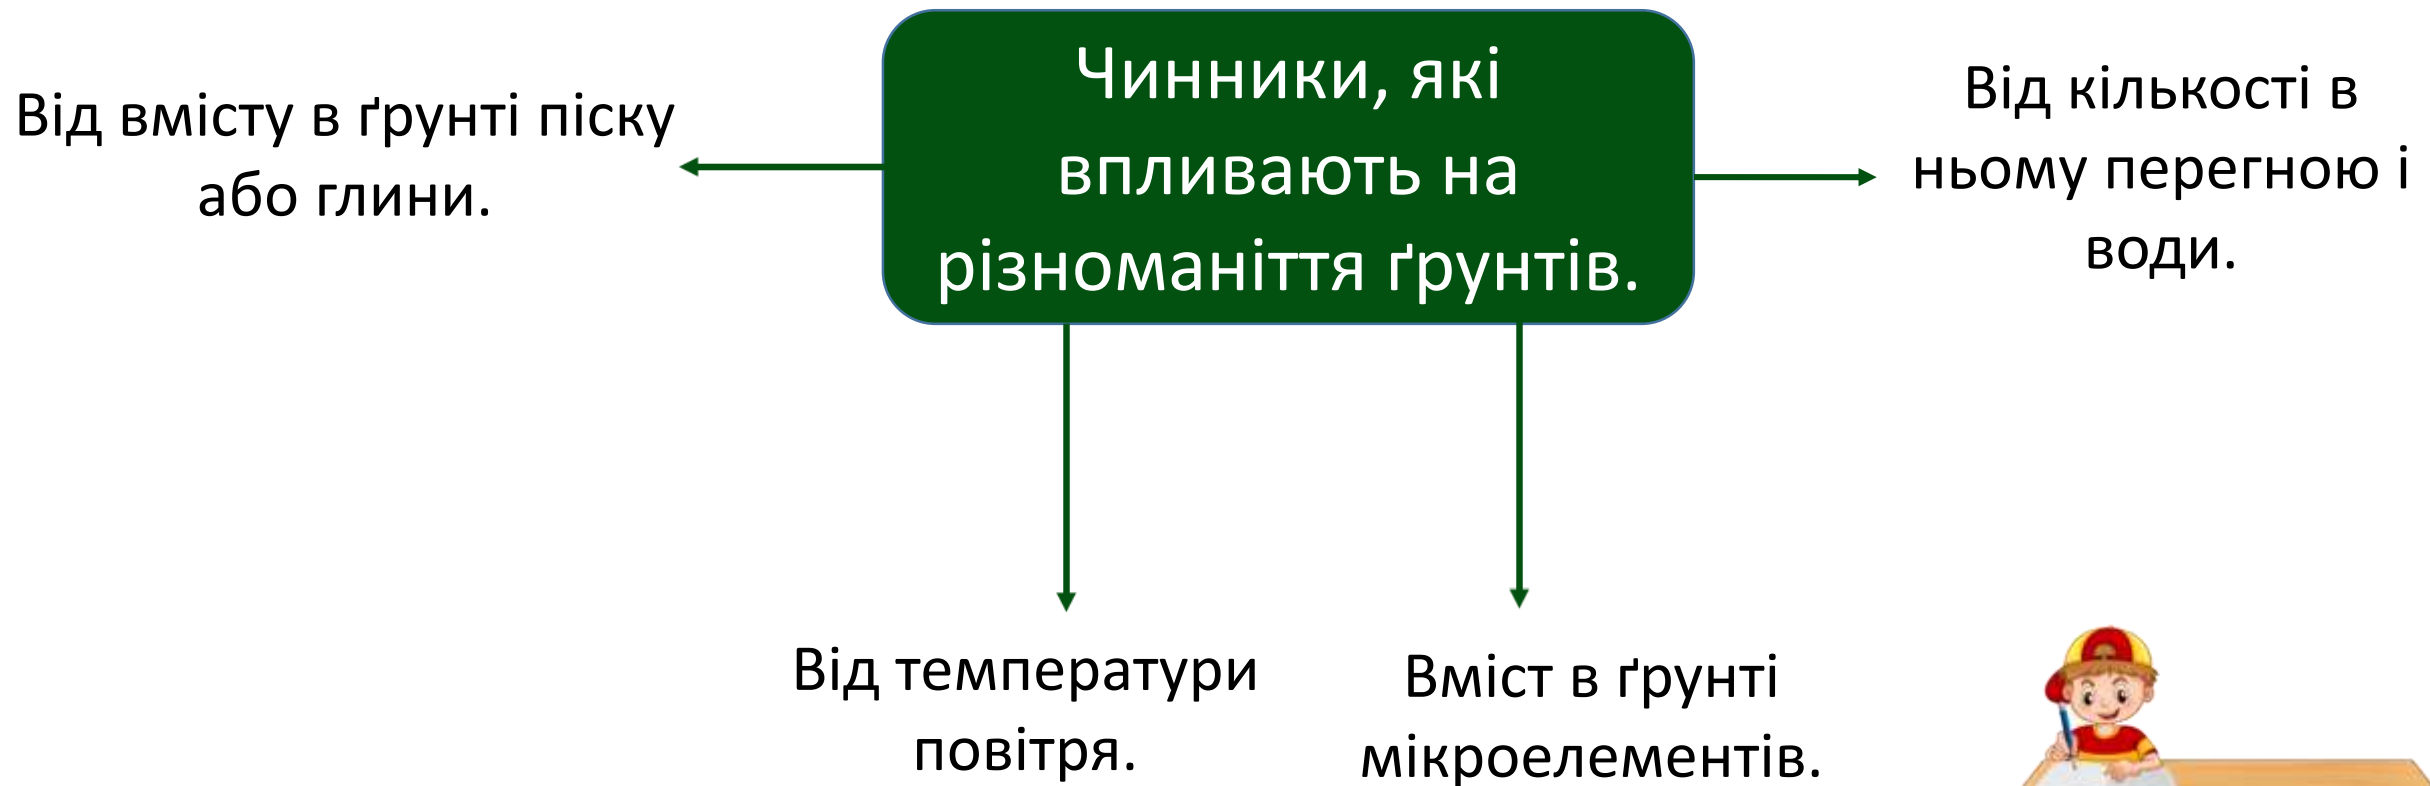 Чинники, які
впливають на
різноманіття ґрунтів.
Від вмісту в ґрунті піску
або глини.
Від кількості в
ньому перегною і
води.
Від температури
повітря.
Вміст в ґрунті
мікроелементів.